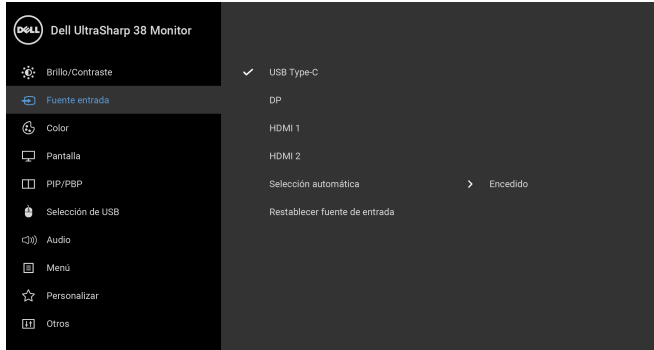 DELL Dell UltraSharp 38 Monitor
Brillo/Contraste
Fuente entrada
Color
Pantalla
PIP/PBP
Selección de USB
Audio
Menú
Personalizar
Otros
USB Type-C
DP
HDMI 1
HDMI 2
Selección automática Encedido
Restablecer fuente de entrada